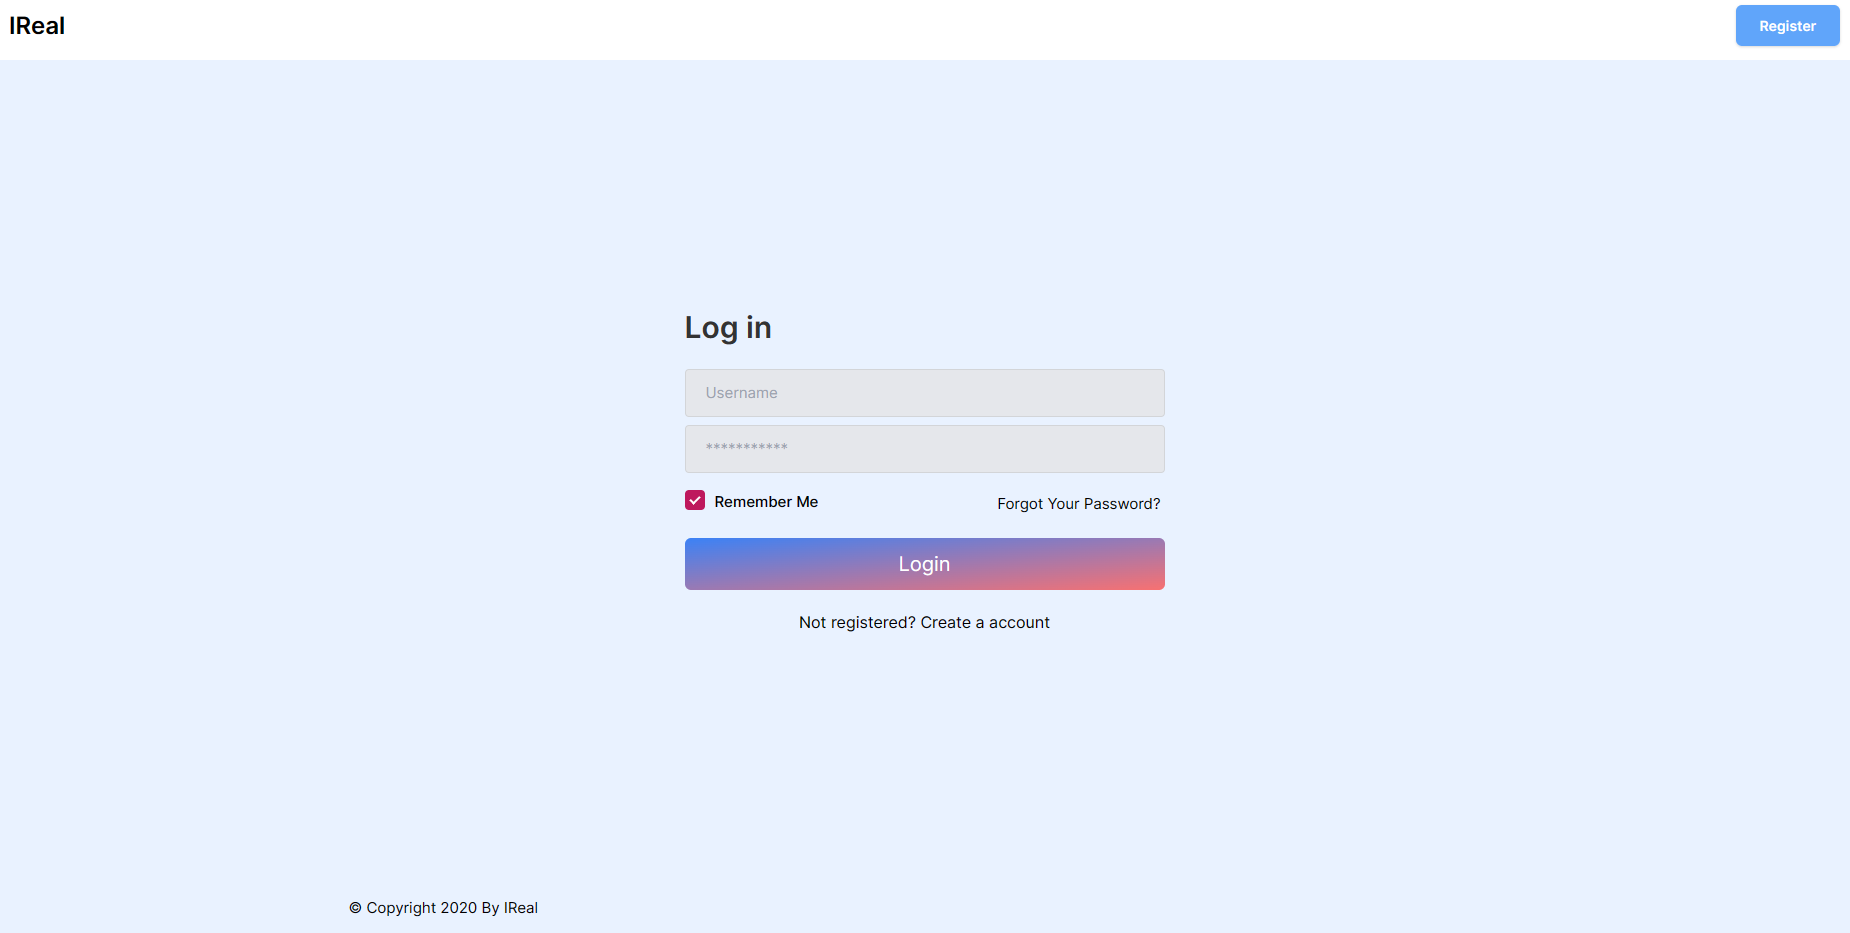 IReal
Register
Log in
Username
***********
Remember Me
Forgot Your Password?
Login
Not registered? Create a account
© Copyright 2020 By IReal